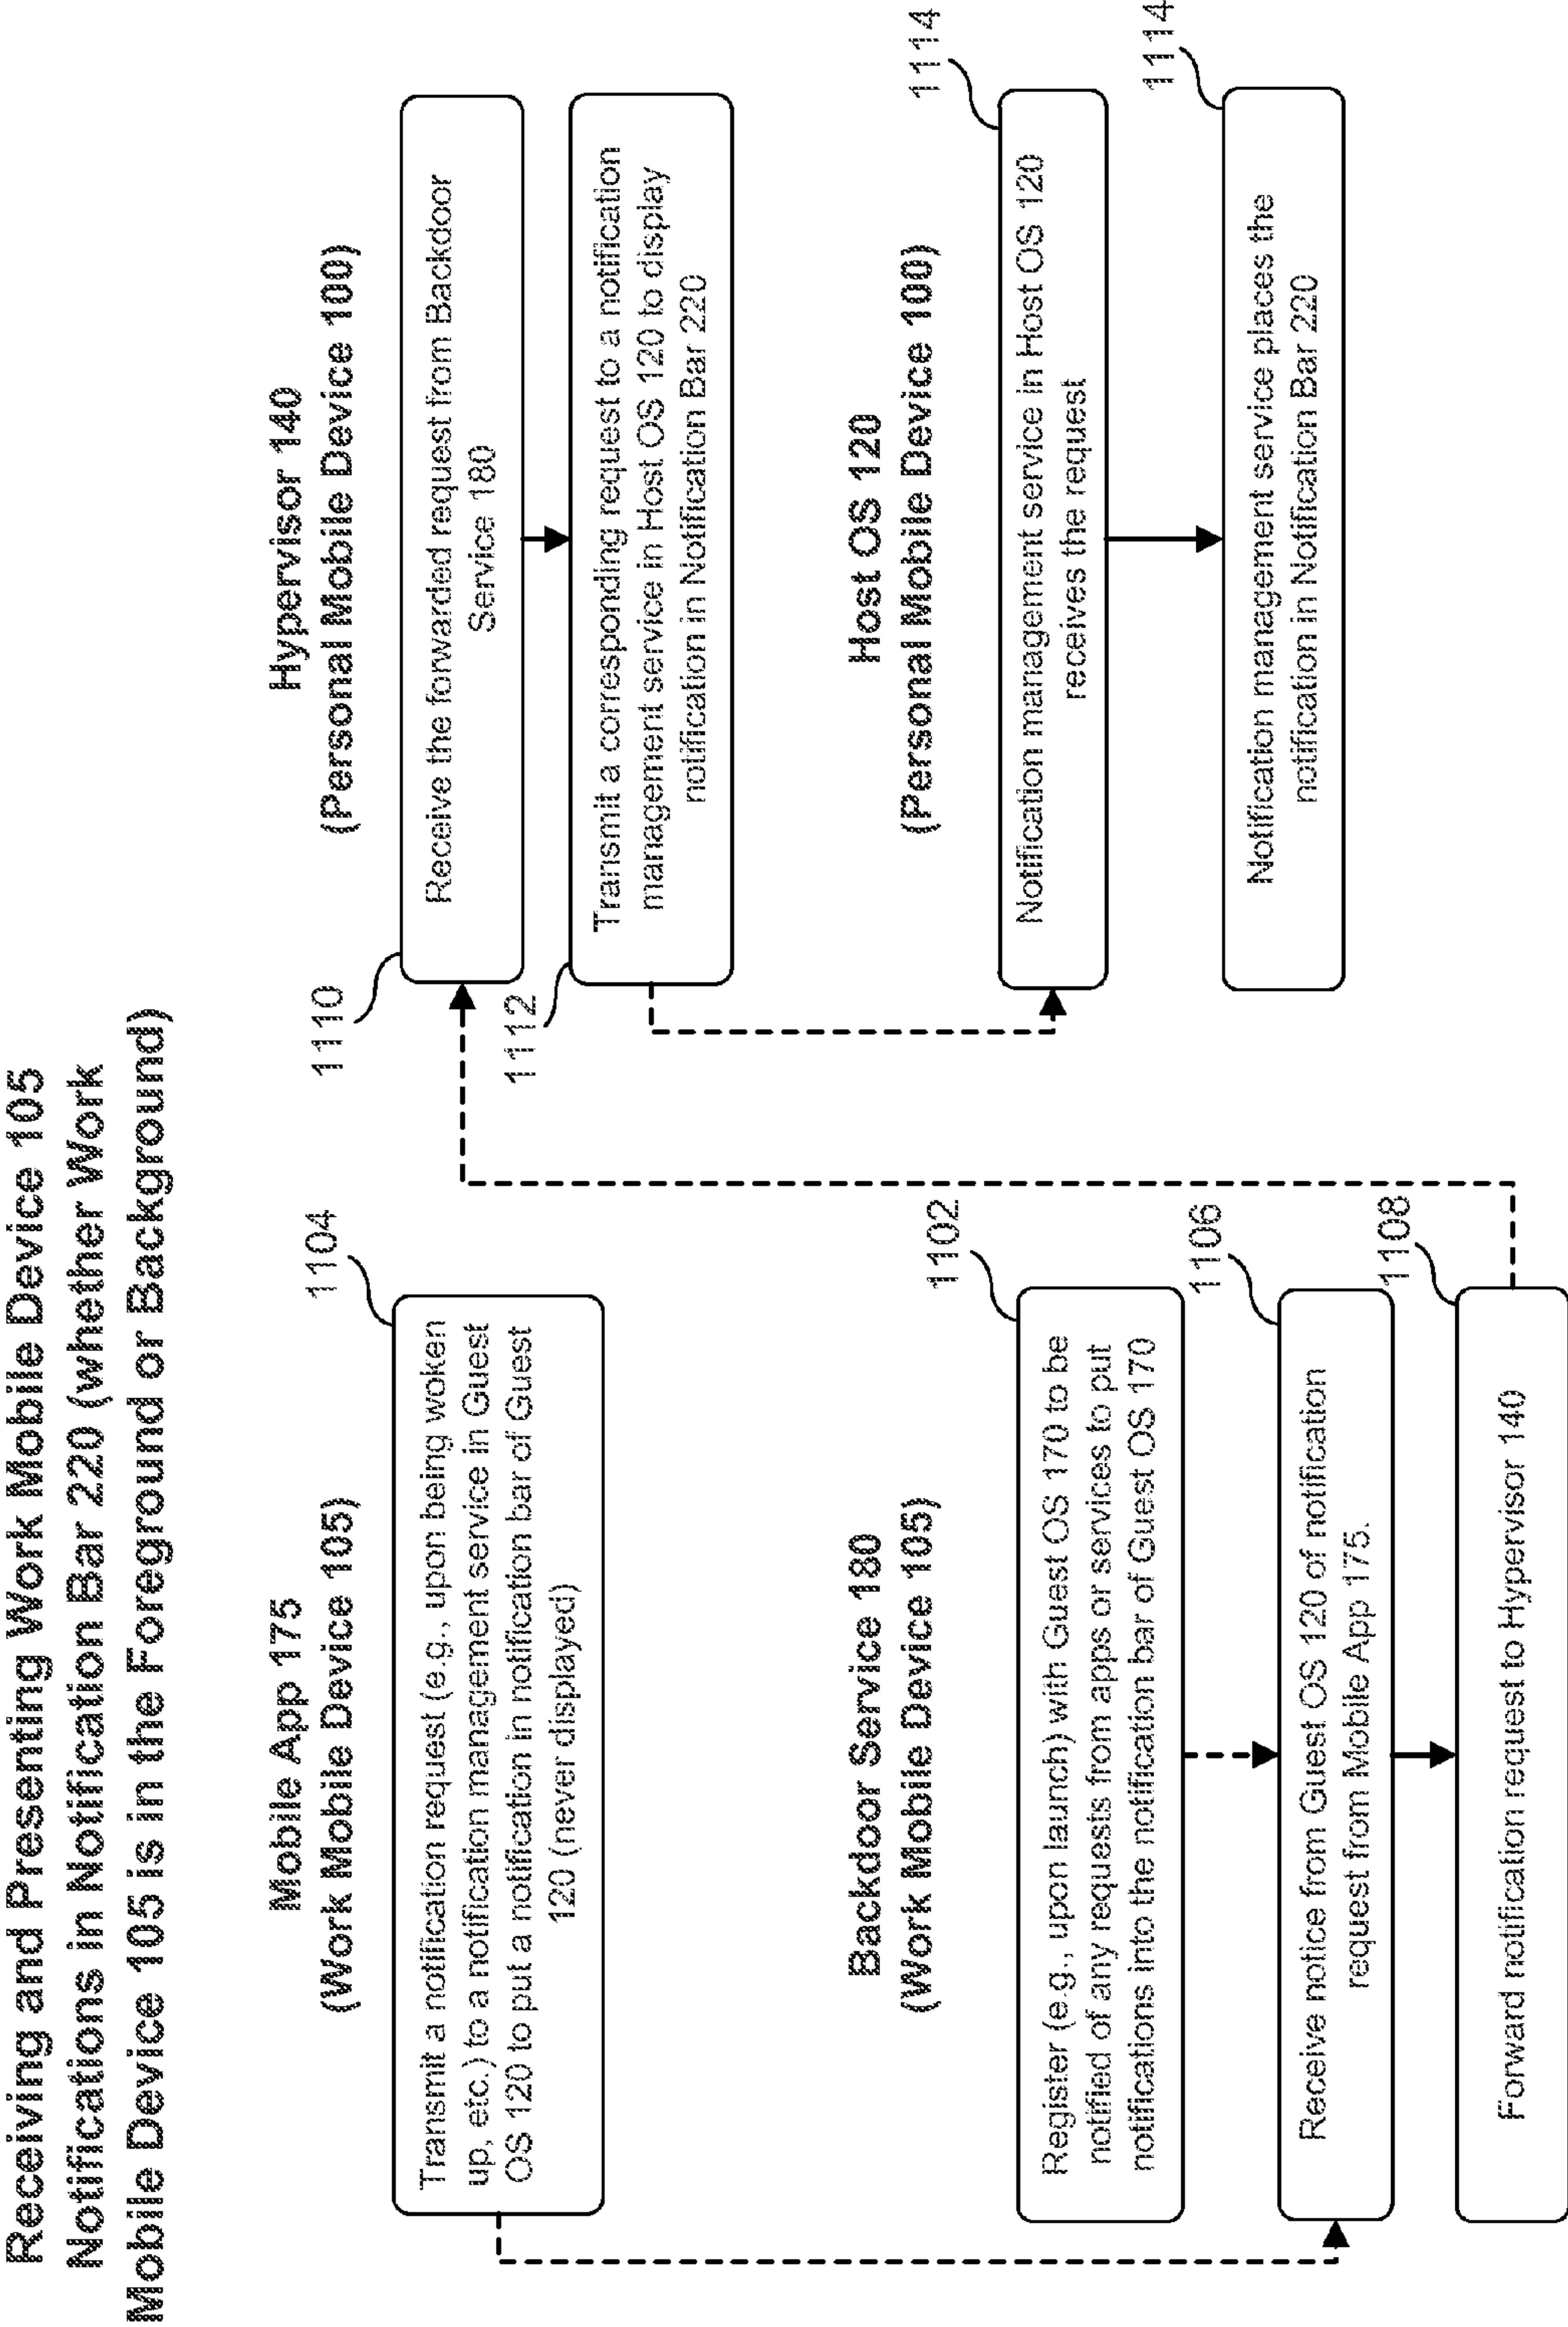 Receiving and Presenting Work Mobile Device 105
Notifications in Notification Bar 220 (whether Work
Mobile Device 105 is in the Foreground or Background)
Mobile App 175
(Work Mobile Device 105)
1104
Transmit a notification request (e.g., upon being woken
up, etc.) to a notification management service in Guest
OS 120 to put a notification in notification bar of Guest
120 (never displayed)
Backdoor Service 180
(Work Mobile Device 105)
1102
Register (e.g., upon launch) with Guest OS 170 to be
notified of any requests from apps or services to put
notifications into the notification bar of Guest OS 170
1106
Receive notice from Guest OS 120 of notification
request from Mobile App 175.
1108
Forward notification request to Hypervisor 140
Hypervisor 140
(Personal Mobile Device 100)
1110
Receive the forwarded request from Backdoor
Service 180
1112
Transmit a corresponding request to a notification
management service in Host OS 120 to display
notification in Notification Bar 220
Host OS 120
(Personal Mobile Device 100)
1114
Notification management service in Host OS 120
receives the request
1114
Notification management service places the
notification in Notification Bar 220